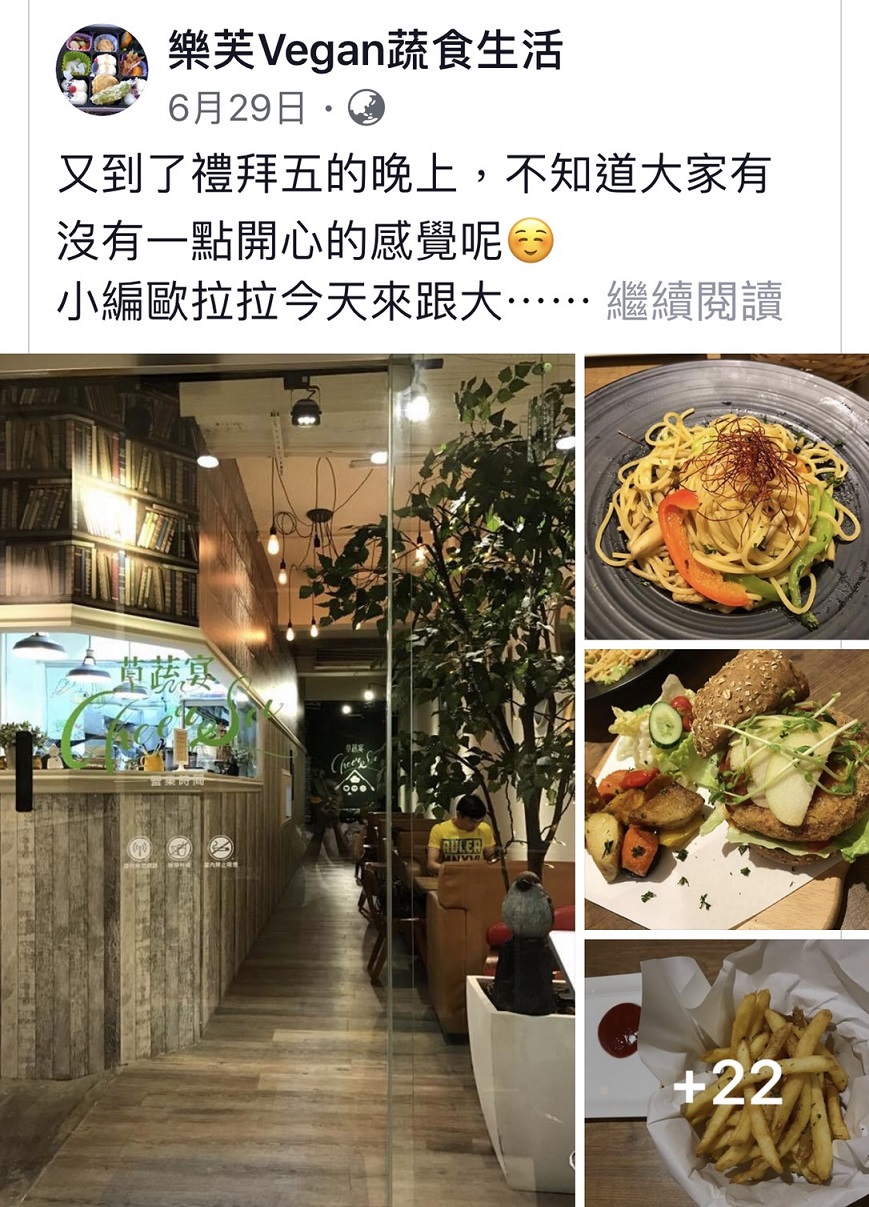 樂芙Vegan蔬食生活
6月29日 ·
又到了禮拜五的晚上，不知道大家有
沒有一點開心的感覺呢☺️
小編歐拉拉今天來跟大⋯⋯ 繼續閱讀
草蔬宴
營業時間
草蔬宴
RULER
+22